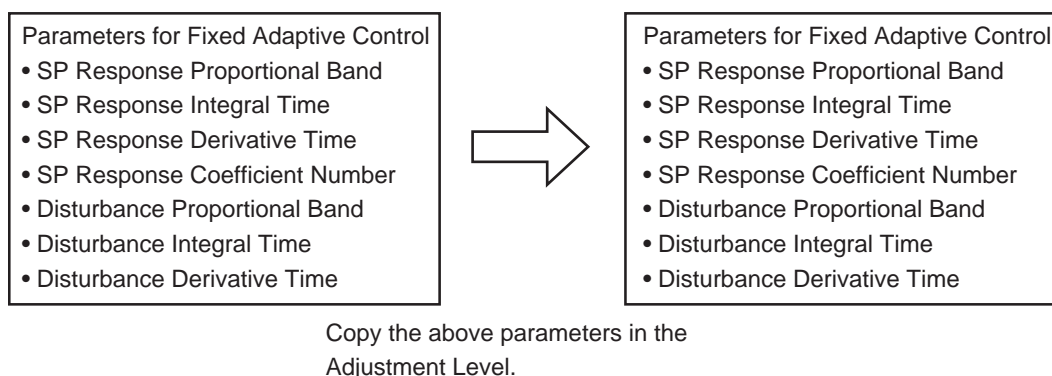 Parameters for Fixed Adaptive Control
• SP Response Proportional Band
• SP Response Integral Time
• SP Response Derivative Time
• SP Response Coefficient Number
• Disturbance Proportional Band
• Disturbance Integral Time
• Disturbance Derivative Time
Parameters for Fixed Adaptive Control
• SP Response Proportional Band
• SP Response Integral Time
• SP Response Derivative Time
• SP Response Coefficient Number
• Disturbance Proportional Band
• Disturbance Integral Time
• Disturbance Derivative Time
Copy the above parameters in the
Adjustment Level.